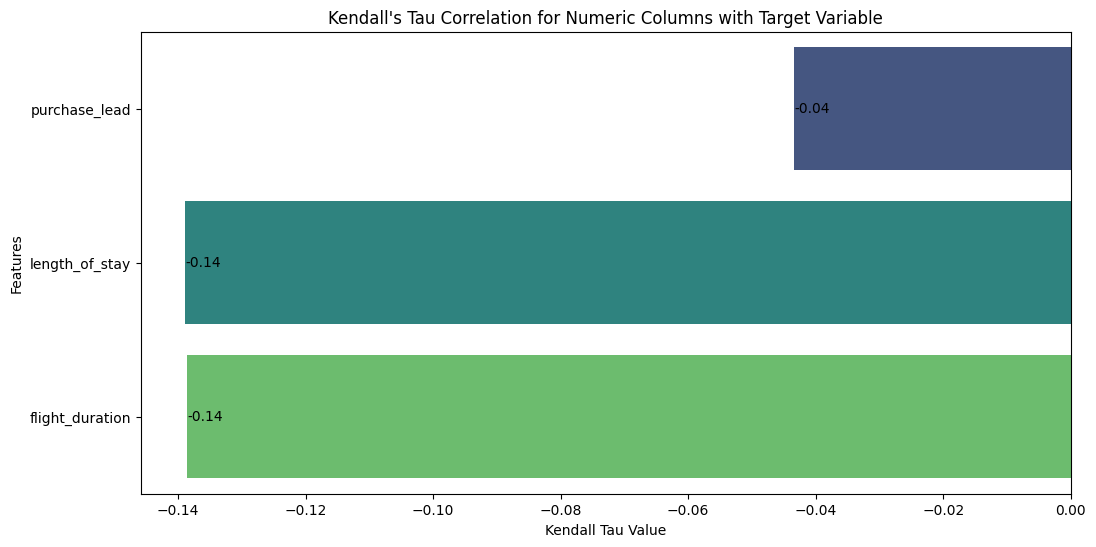 Kendall's Tau Correlation for Numeric Columns with Target Variable
Features
purchase_lead
-0.04
length_of_stay
-0.14
flight_duration
-0.14
−0.14 −0.12 −0.10 −0.08 −0.06 −0.04 −0.02 0.00
Kendall Tau Value